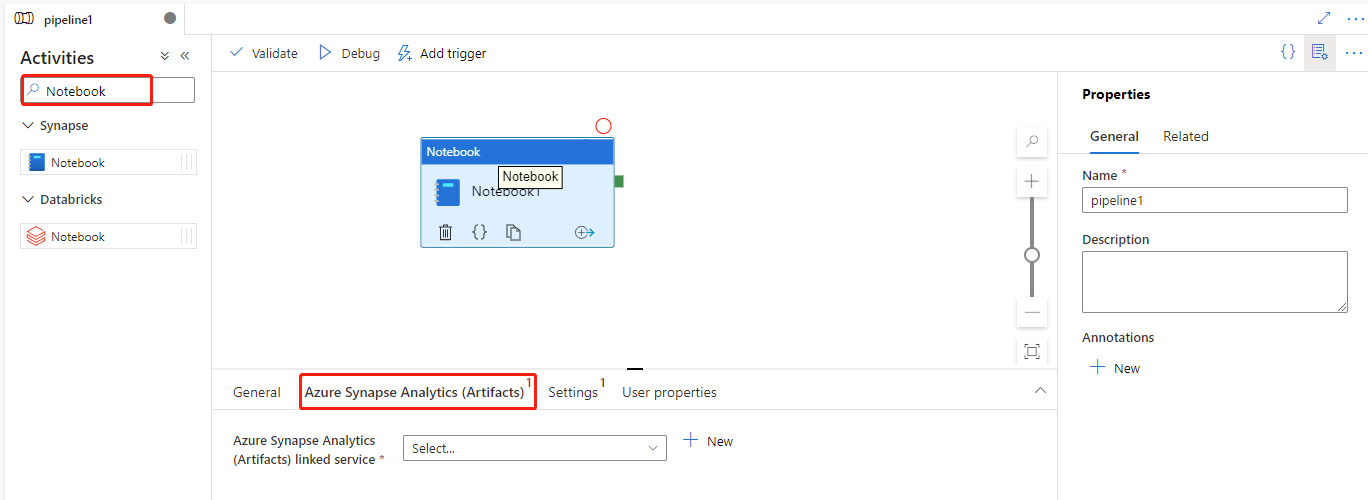 pipeline1
Activities
Notebook
Synapse
Notebook
Databricks
Notebook
Validate
Debug
Add trigger
{}
Notebook
Notebook
Notebook1
{}
General
Azure Synapse Analytics (Artifacts) 1
Settings 1
User properties
Azure Synapse Analytics
(Artifacts) linked service *
Select...
New
Properties
General
Related
Name *
pipeline1
Description
Annotations
New